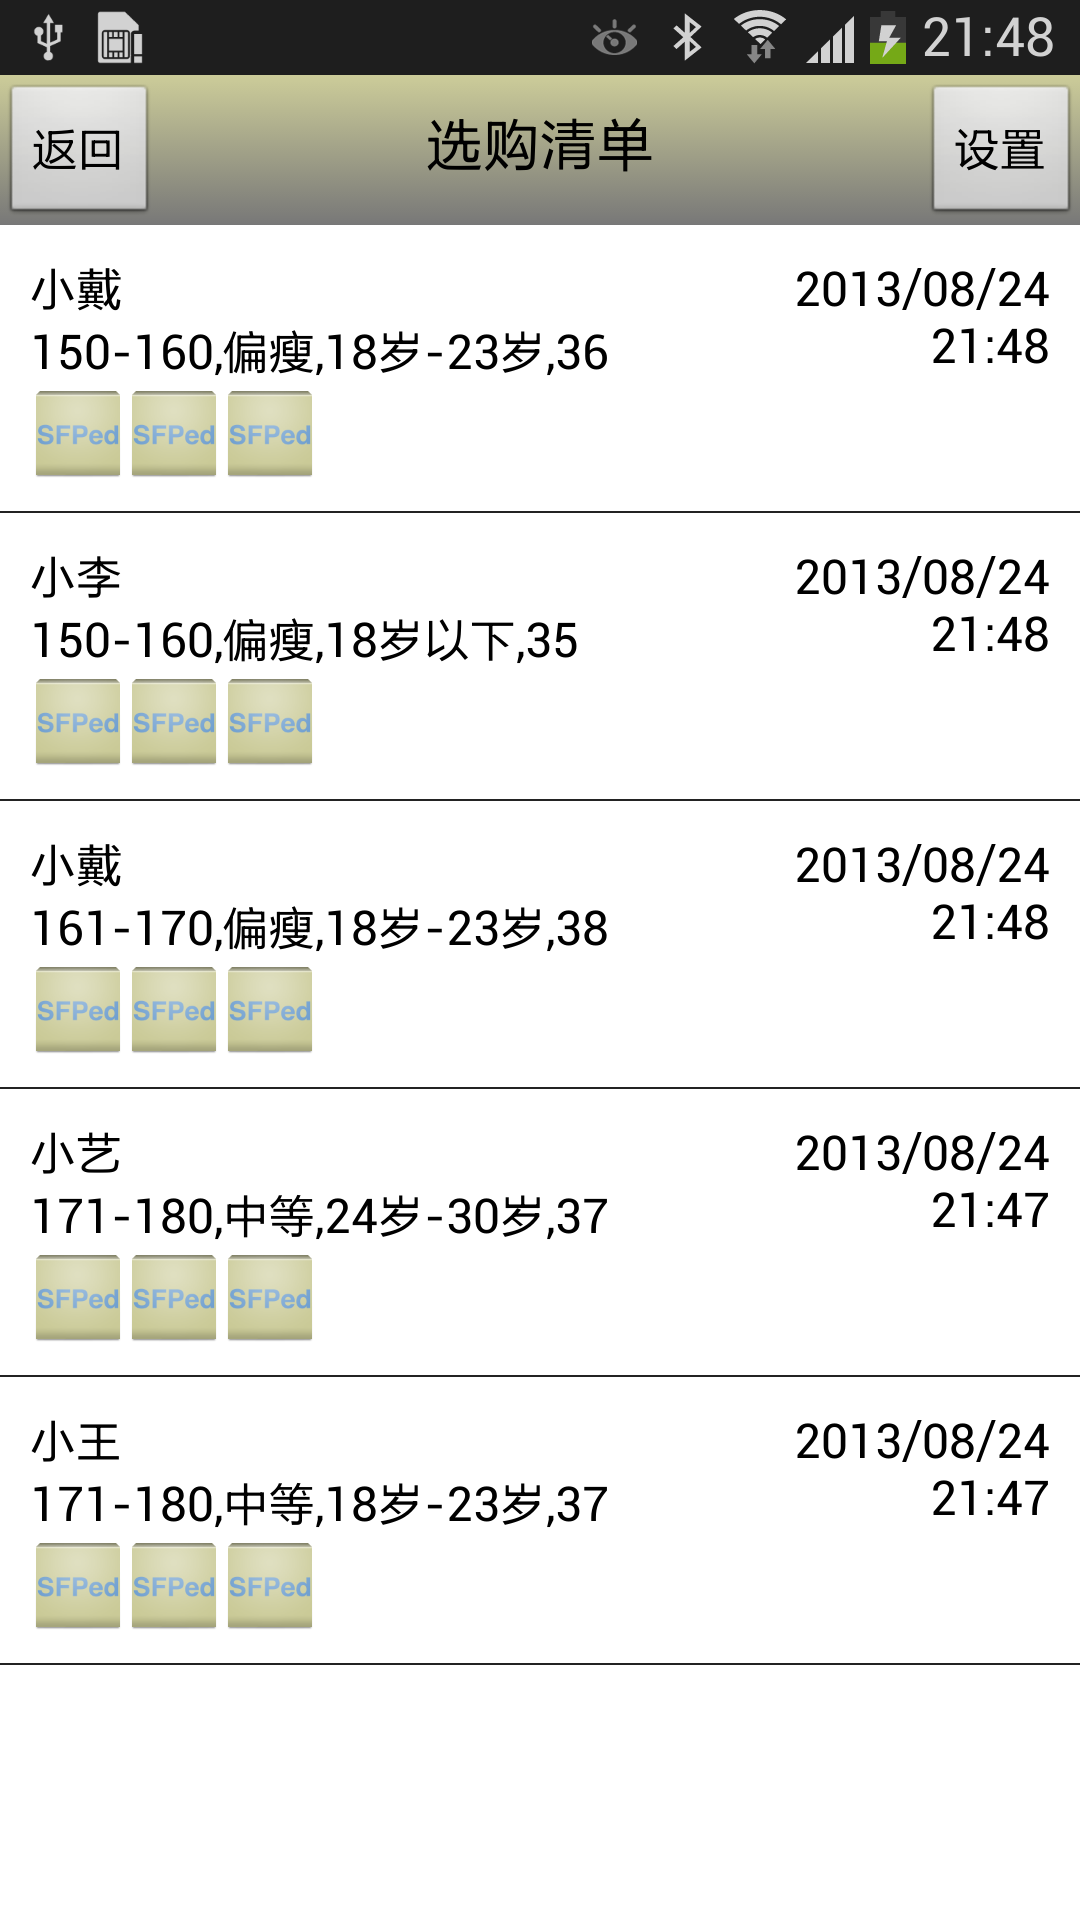 21:48
返回
选购清单
设置
小戴
2013/08/24
150-160,偏瘦,18岁-23岁,36
21:48
SFPed SFPed SFPed
小李
2013/08/24
150-160,偏瘦,18岁以下,35
21:48
SFPed SFPed SFPed
小戴
2013/08/24
161-170,偏瘦,18岁-23岁,38
21:48
SFPed SFPed SFPed
小艺
2013/08/24
171-180,中等,24岁-30岁,37
21:47
SFPed SFPed SFPed
小王
2013/08/24
171-180,中等,18岁-23岁,37
21:47
SFPed SFPed SFPed